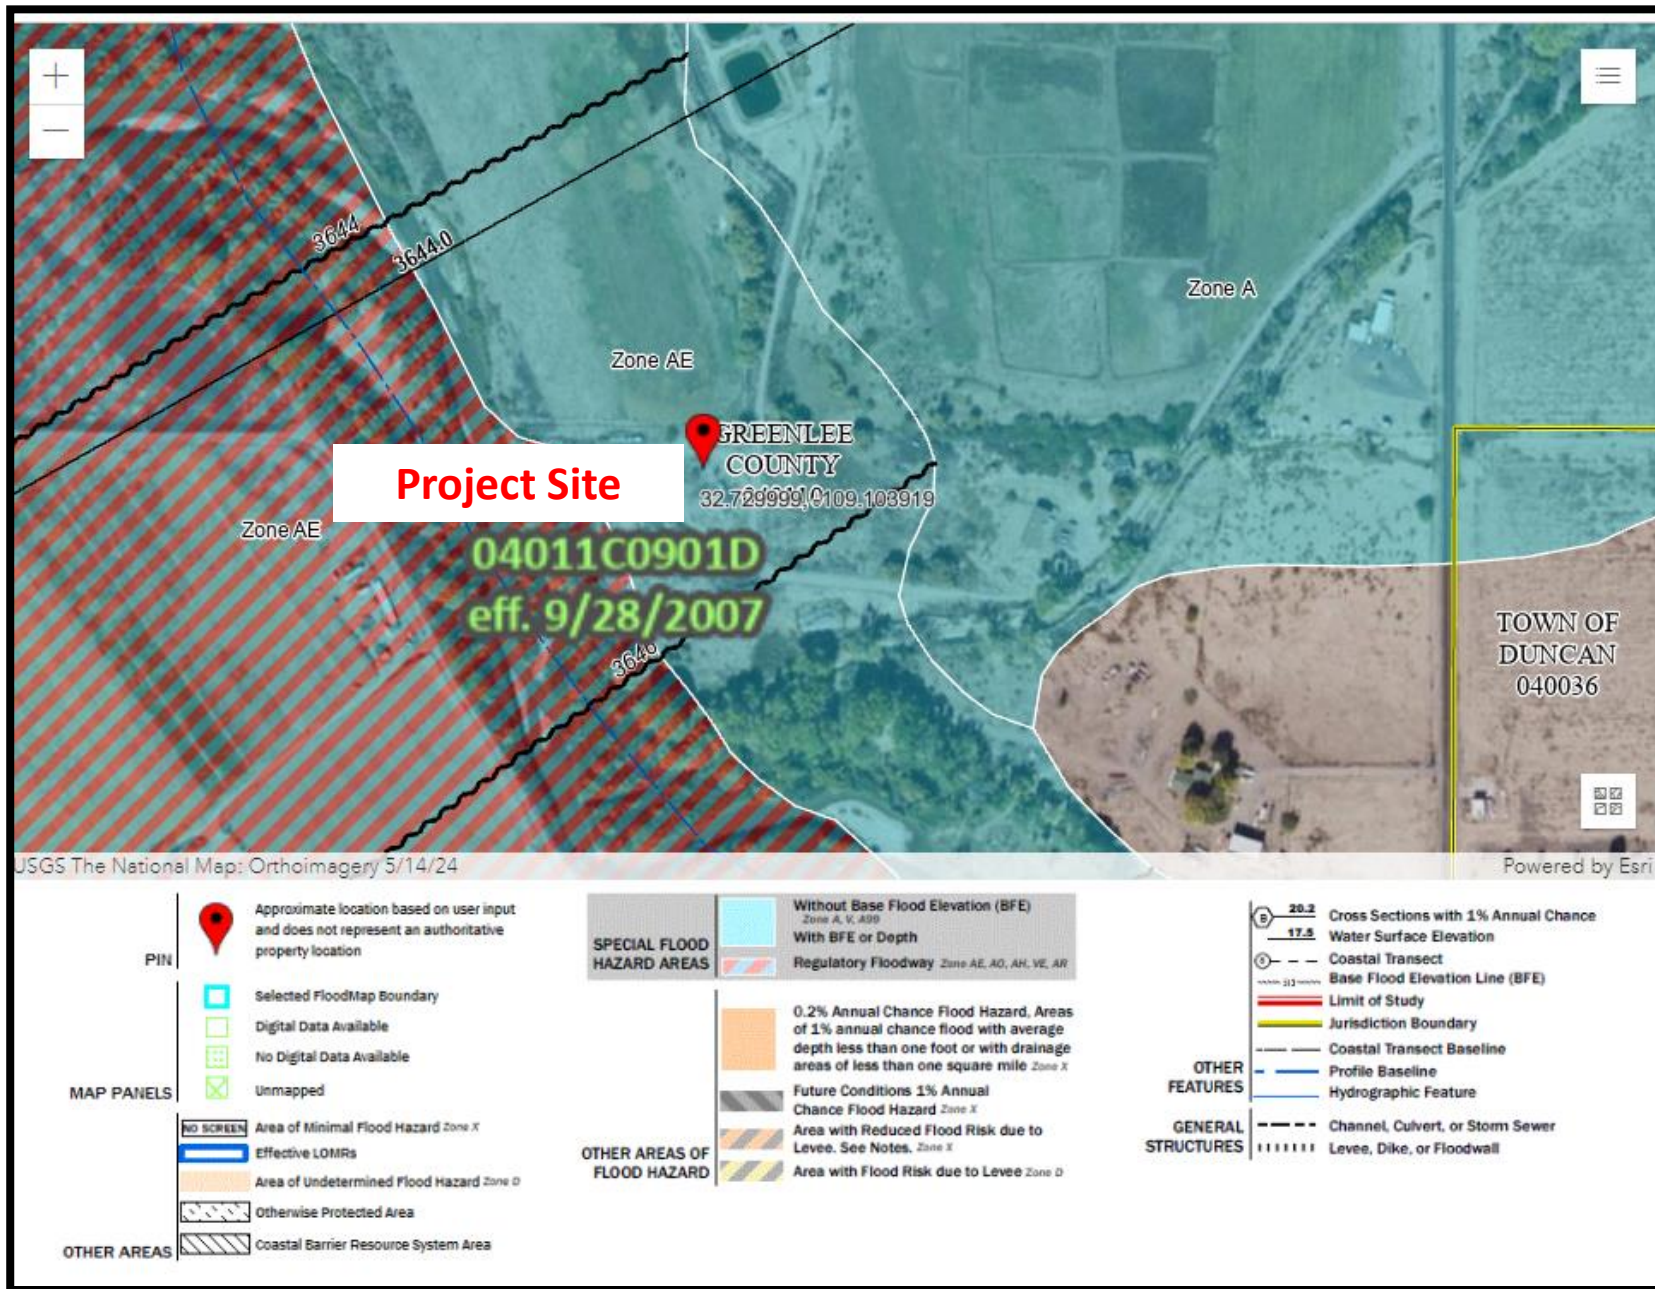 3644
3644.0
Zone A
Zone AE
GREENLEE
COUNTY
32.729999, -109.103919
Project Site
Zone AE
04011C0901D
eff. 9/28/2007
TOWN OF
DUNCAN
040036
USGS The National Map: Orthoimagery 5/14/24
Powered by Esri
PIN
Approximate location based on user input
and does not represent an authoritative
property location
MAP PANELS
Selected FloodMap Boundary
Digital Data Available
No Digital Data Available
Unmapped
OTHER AREAS
NO SCREEN Area of Minimal Flood Hazard Zone X
Effective LOMRs
Area of Undetermined Flood Hazard Zone D
Otherwise Protected Area
Coastal Barrier Resource System Area
SPECIAL FLOOD
HAZARD AREAS
Without Base Flood Elevation (BFE)
Zone A, V, A99
With BFE or Depth
Regulatory Floodway Zone AE, AO, AH, VE, AR
OTHER AREAS OF
FLOOD HAZARD
0.2% Annual Chance Flood Hazard, Areas
of 1% annual chance flood with average
depth less than one foot or with drainage
areas of less than one square mile Zone X
Future Conditions 1% Annual
Chance Flood Hazard Zone X
Area with Reduced Flood Risk due to
Levee. See Notes. Zone X
Area with Flood Risk due to Levee Zone D
OTHER
FEATURES
B 20.2 Cross Sections with 1% Annual Chance
17.5 Water Surface Elevation
Coastal Transect
Base Flood Elevation Line (BFE)
Limit of Study
Jurisdiction Boundary
Coastal Transect Baseline
Profile Baseline
Hydrographic Feature
GENERAL
STRUCTURES
Channel, Culvert, or Storm Sewer
Levee, Dike, or Floodwall